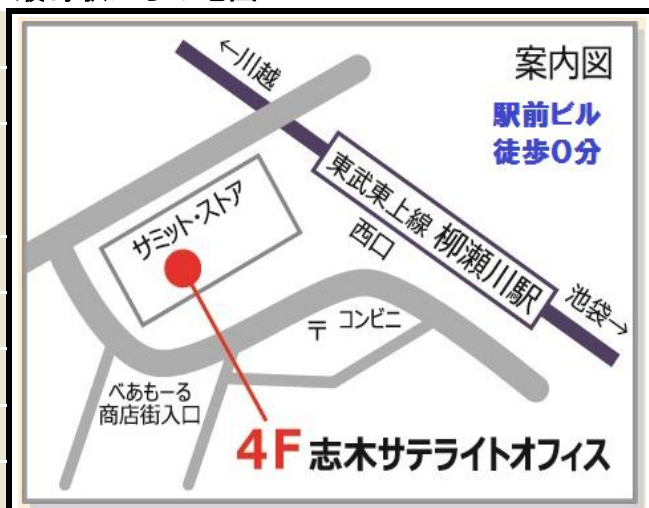 案内図
駅前ビル
徒歩0分
←川越
サミット・ストア
東武東上線 柳瀬川駅
西口
池袋→
〒 コンビニ
べあもーる
商店街入口
4F 志木サテライトオフィス